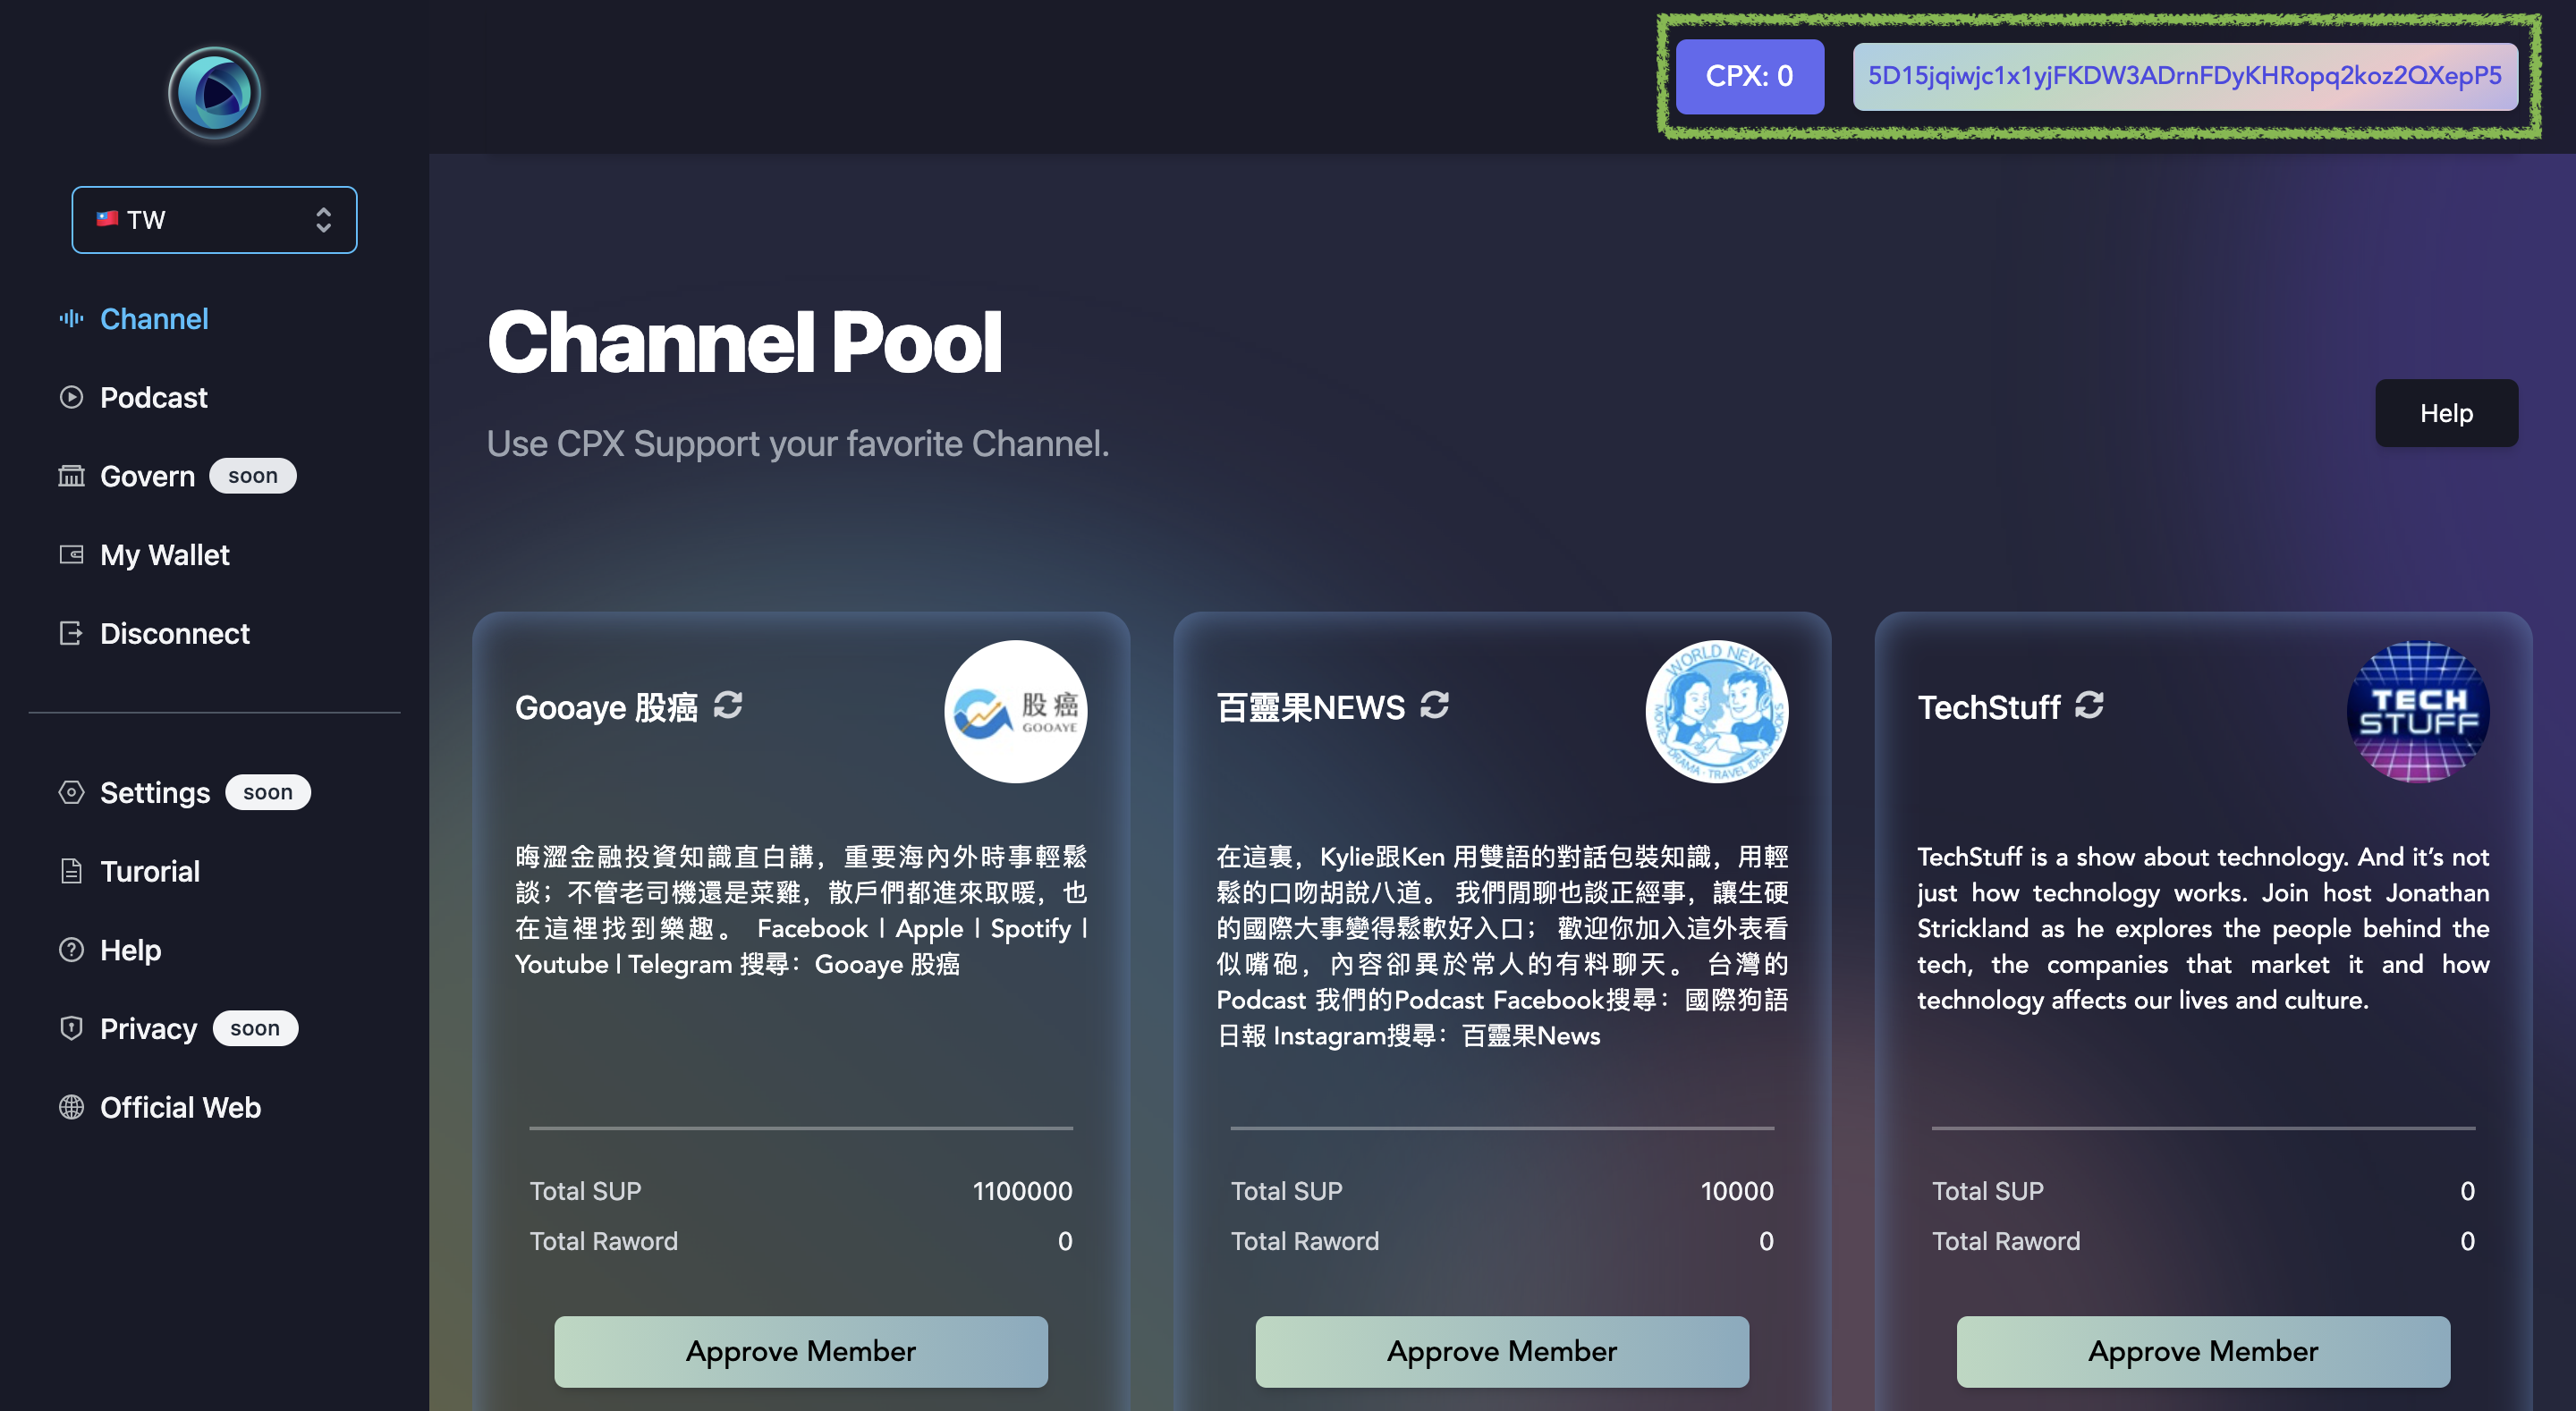 CPX: 0
5D15jqiwjc1x1yjFKDW3ADrnFDyKHRopq2koz2QXepP5
TW
Channel
Podcast
Govern soon
My Wallet
Disconnect
Settings soon
Turorial
Help
Privacy soon
Official Web
Channel Pool
Use CPX Support your favorite Channel.
Help
Gooaye 股癌
股癌
GOOAYE
晦澀金融投資知識直白講，重要海內外時事輕鬆
談；不管老司機還是菜雞，散戶們都進來取暖，也
在這裡找到樂趣。 Facebook | Apple | Spotify |
Youtube | Telegram 搜尋：Gooaye 股癌
Total SUP 1100000
Total Raword 0
Approve Member
百靈果NEWS
WORLD NEWS
在這裏，Kylie跟Ken 用雙語的對話包裝知識，用輕
鬆的口吻胡說八道。 我們閒聊也談正經事，讓生硬
的國際大事變得鬆軟好入口； 歡迎你加入這外表看
似嘴砲，內容卻異於常人的有料聊天。 台灣的
Podcast 我們的Podcast Facebook搜尋：國際狗語
日報 Instagram搜尋：百靈果News
Total SUP 10000
Total Raword 0
Approve Member
TechStuff
TECH
STUFF
TechStuff is a show about technology. And it’s not
just how technology works. Join host Jonathan
Strickland as he explores the people behind the
tech, the companies that market it and how
technology affects our lives and culture.
Total SUP 0
Total Raword 0
Approve Member